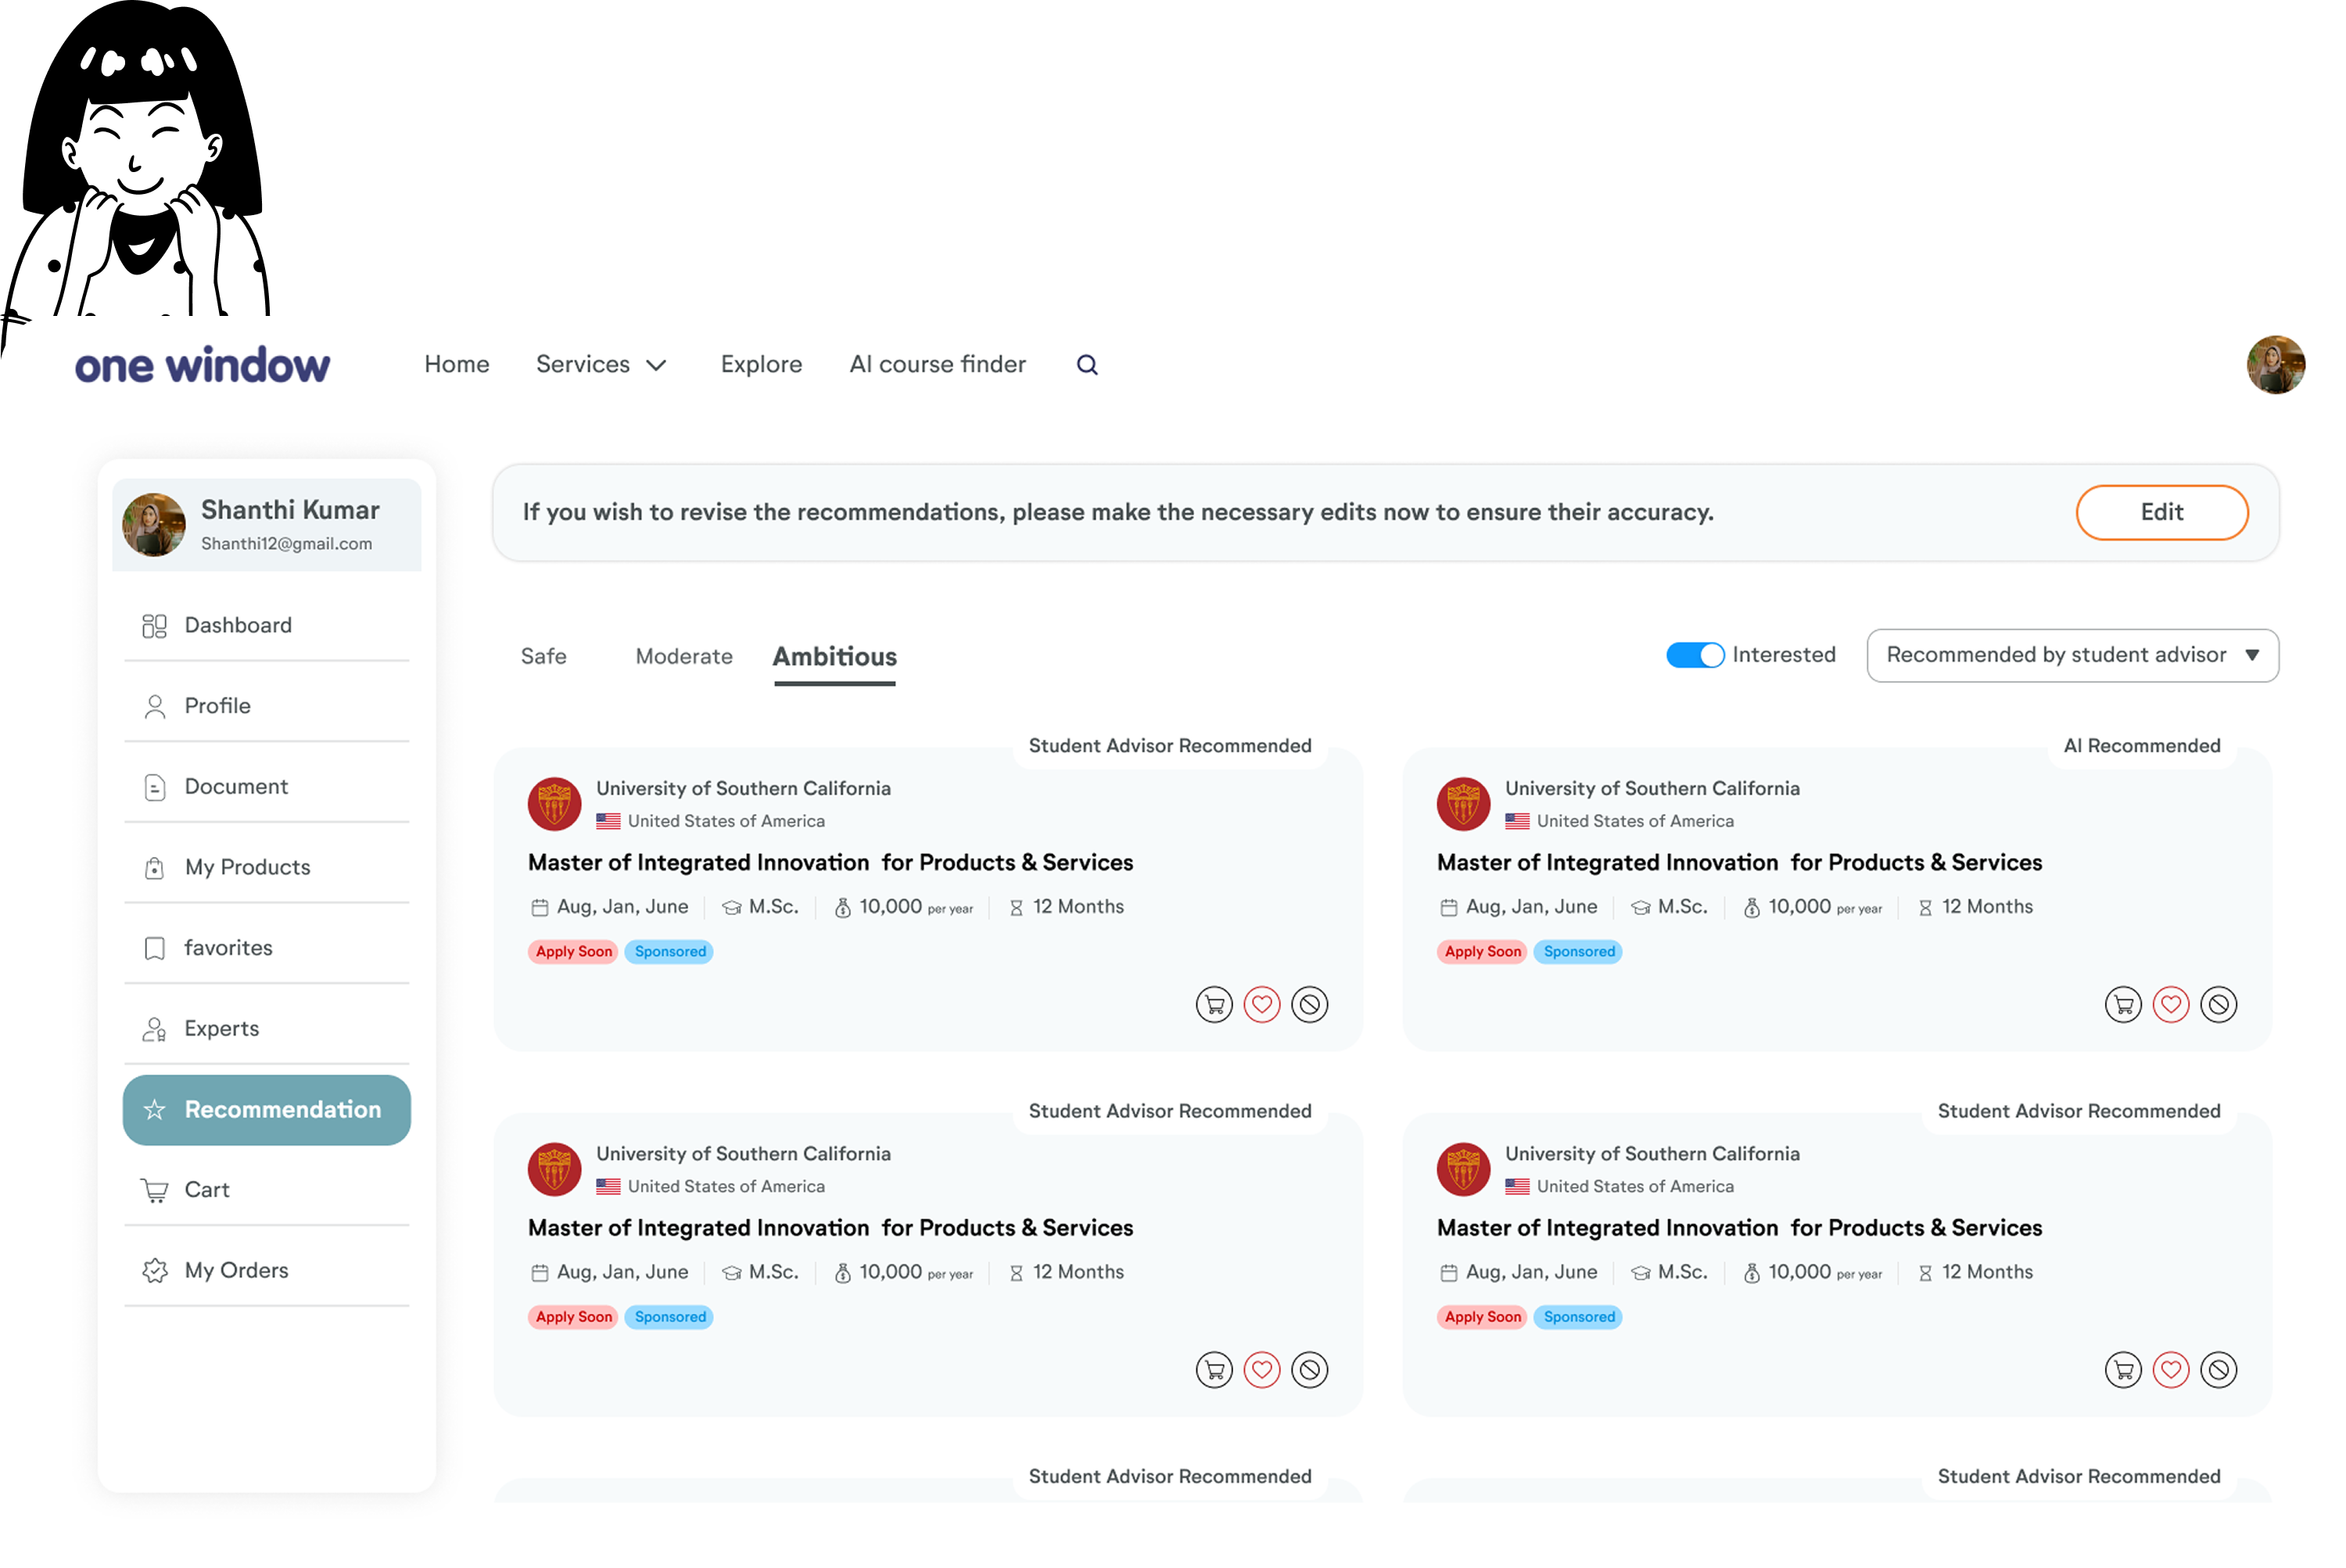 one window
Home
Services
Explore
AI course finder
Shanthi Kumar
Shanthi12@gmail.com
Dashboard
Profile
Document
My Products
favorites
Experts
Recommendation
Cart
My Orders
If you wish to revise the recommendations, please make the necessary edits now to ensure their accuracy.
Edit
Safe
Moderate
Ambitious
Interested
Recommended by student advisor
Student Advisor Recommended
University of Southern California
United States of America
Master of Integrated Innovation for Products & Services
Aug, Jan, June
M.Sc.
10,000 per year
12 Months
Apply Soon
Sponsored
AI Recommended
University of Southern California
United States of America
Master of Integrated Innovation for Products & Services
Aug, Jan, June
M.Sc.
10,000 per year
12 Months
Apply Soon
Sponsored
Student Advisor Recommended
University of Southern California
United States of America
Master of Integrated Innovation for Products & Services
Aug, Jan, June
M.Sc.
10,000 per year
12 Months
Apply Soon
Sponsored
Student Advisor Recommended
University of Southern California
United States of America
Master of Integrated Innovation for Products & Services
Aug, Jan, June
M.Sc.
10,000 per year
12 Months
Apply Soon
Sponsored
Student Advisor Recommended
Student Advisor Recommended